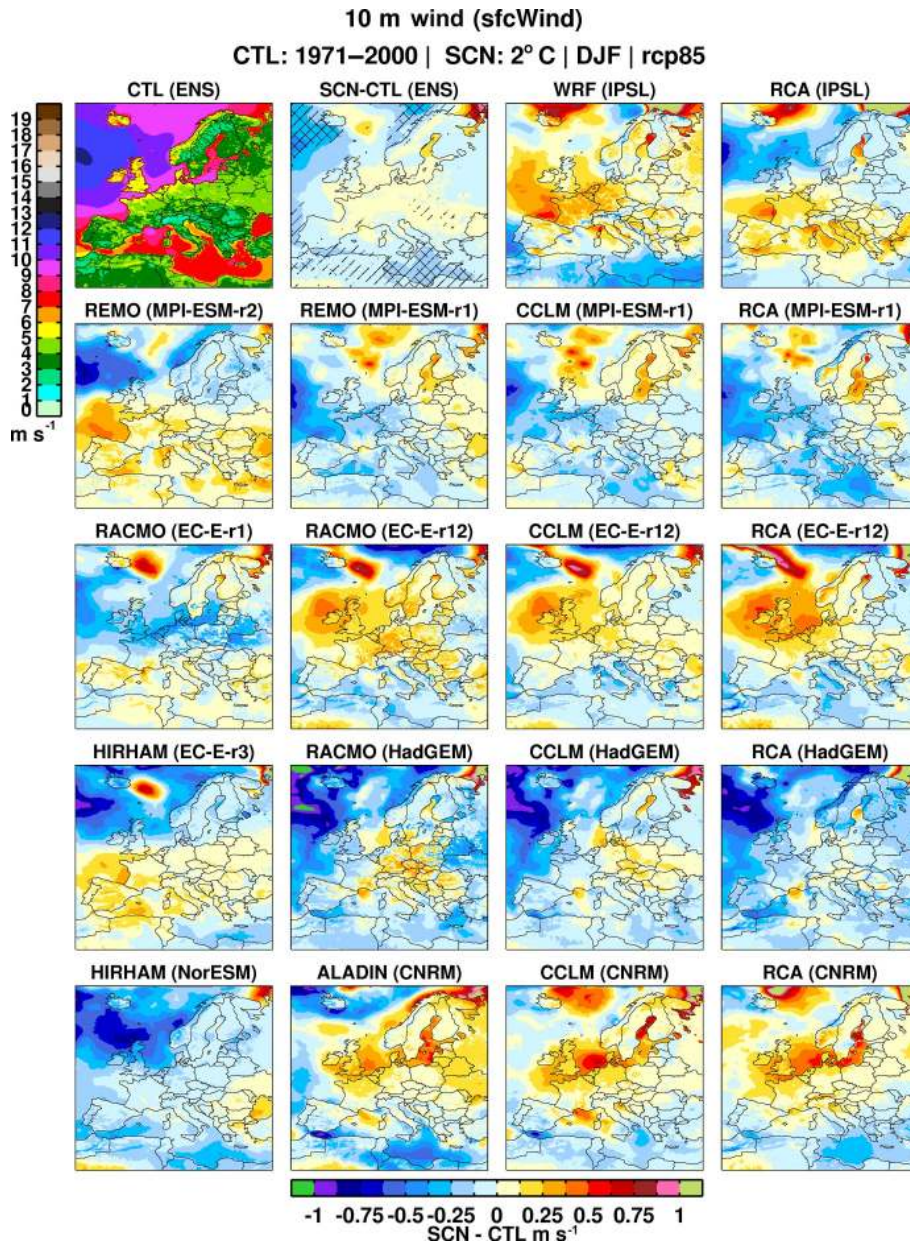 10 m wind (sfcWind)
CTL: 1971–2000 | SCN: 2° C | DJF | rcp85
CTL (ENS)
SCN-CTL (ENS)
WRF (IPSL)
RCA (IPSL)
19
18
17
16
15
14
13
12
11
10
9
8
7
6
5
4
3
2
1
0
m s⁻¹
REMO (MPI-ESM-r2)
REMO (MPI-ESM-r1)
CCLM (MPI-ESM-r1)
RCA (MPI-ESM-r1)
RACMO (EC-E-r1)
RACMO (EC-E-r12)
CCLM (EC-E-r12)
RCA (EC-E-r12)
HIRHAM (EC-E-r3)
RACMO (HadGEM)
CCLM (HadGEM)
RCA (HadGEM)
HIRHAM (NorESM)
ALADIN (CNRM)
CCLM (CNRM)
RCA (CNRM)
-1 -0.75 -0.5 -0.25 0 0.25 0.5 0.75 1
SCN - CTL m s⁻¹